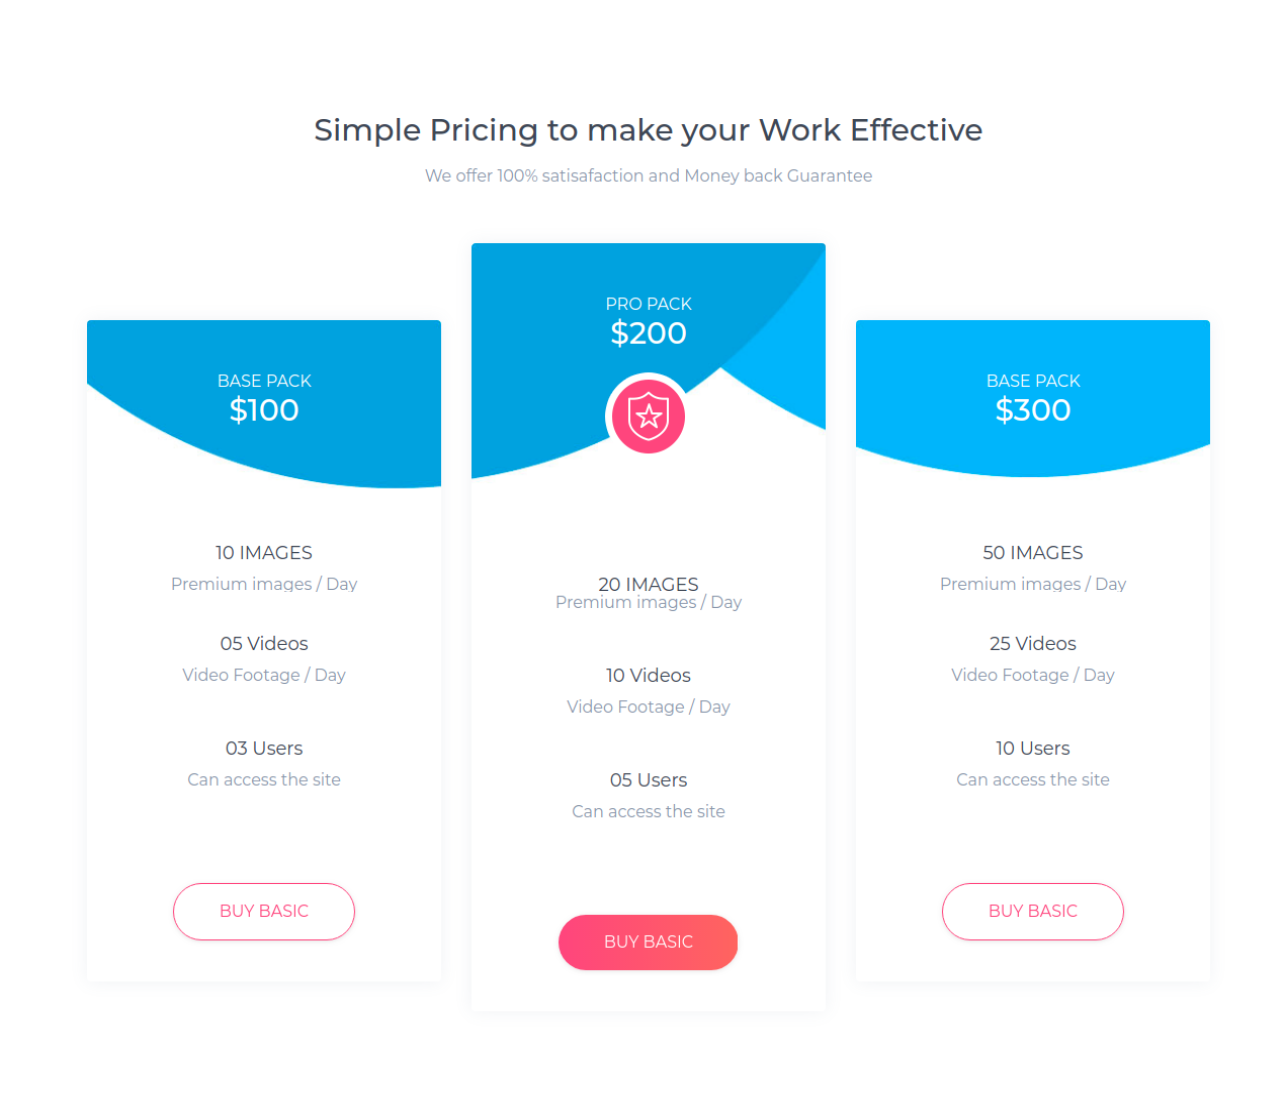 Simple Pricing to make your Work Effective
We offer 100% satisafaction and Money back Guarantee
BASE PACK
$100
10 IMAGES
Premium images / Day
05 Videos
Video Footage / Day
03 Users
Can access the site
BUY BASIC
PRO PACK
$200
20 IMAGES
Premium images / Day
10 Videos
Video Footage / Day
05 Users
Can access the site
BUY BASIC
BASE PACK
$300
50 IMAGES
Premium images / Day
25 Videos
Video Footage / Day
10 Users
Can access the site
BUY BASIC